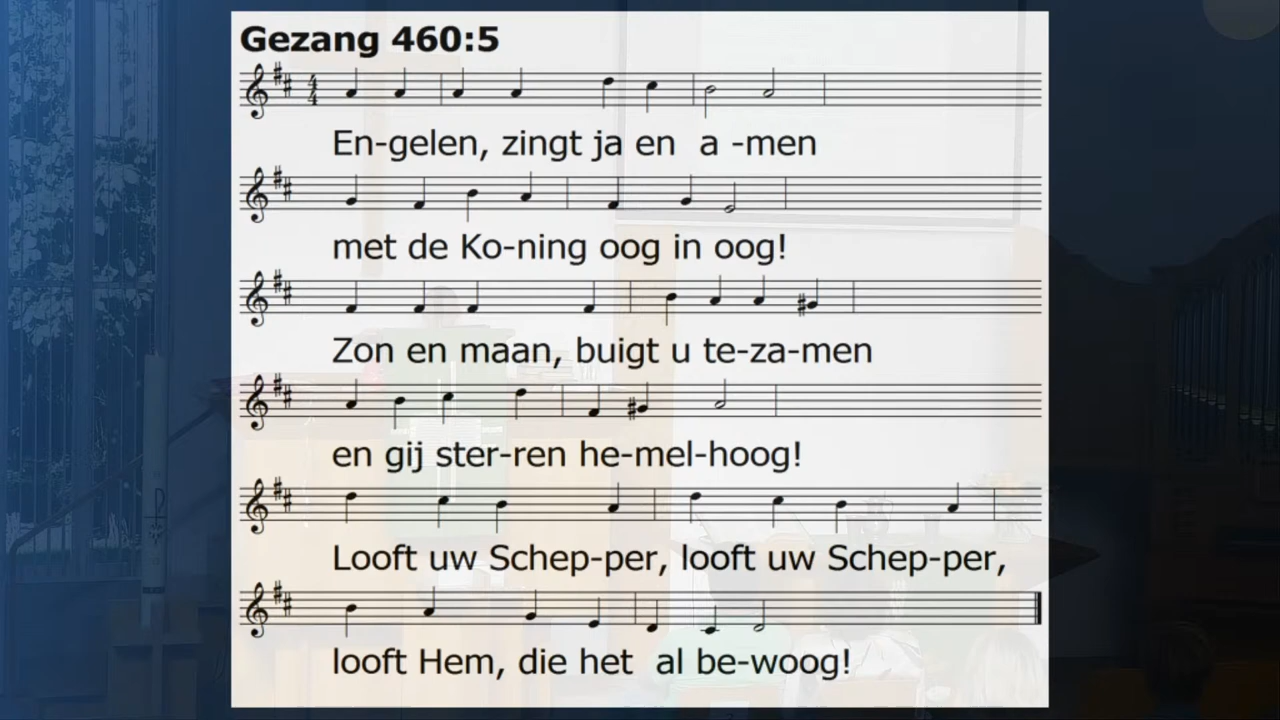 Gezang 460:5
4
4
En-gelen, zingt ja en a -men
met de Ko-ning oog in oog!
Zon en maan, buigt u te-za-men
en gij ster-ren he-mel-hoog!
Looft uw Schep-per, looft uw Schep-per,
looft Hem, die het al be-woog!